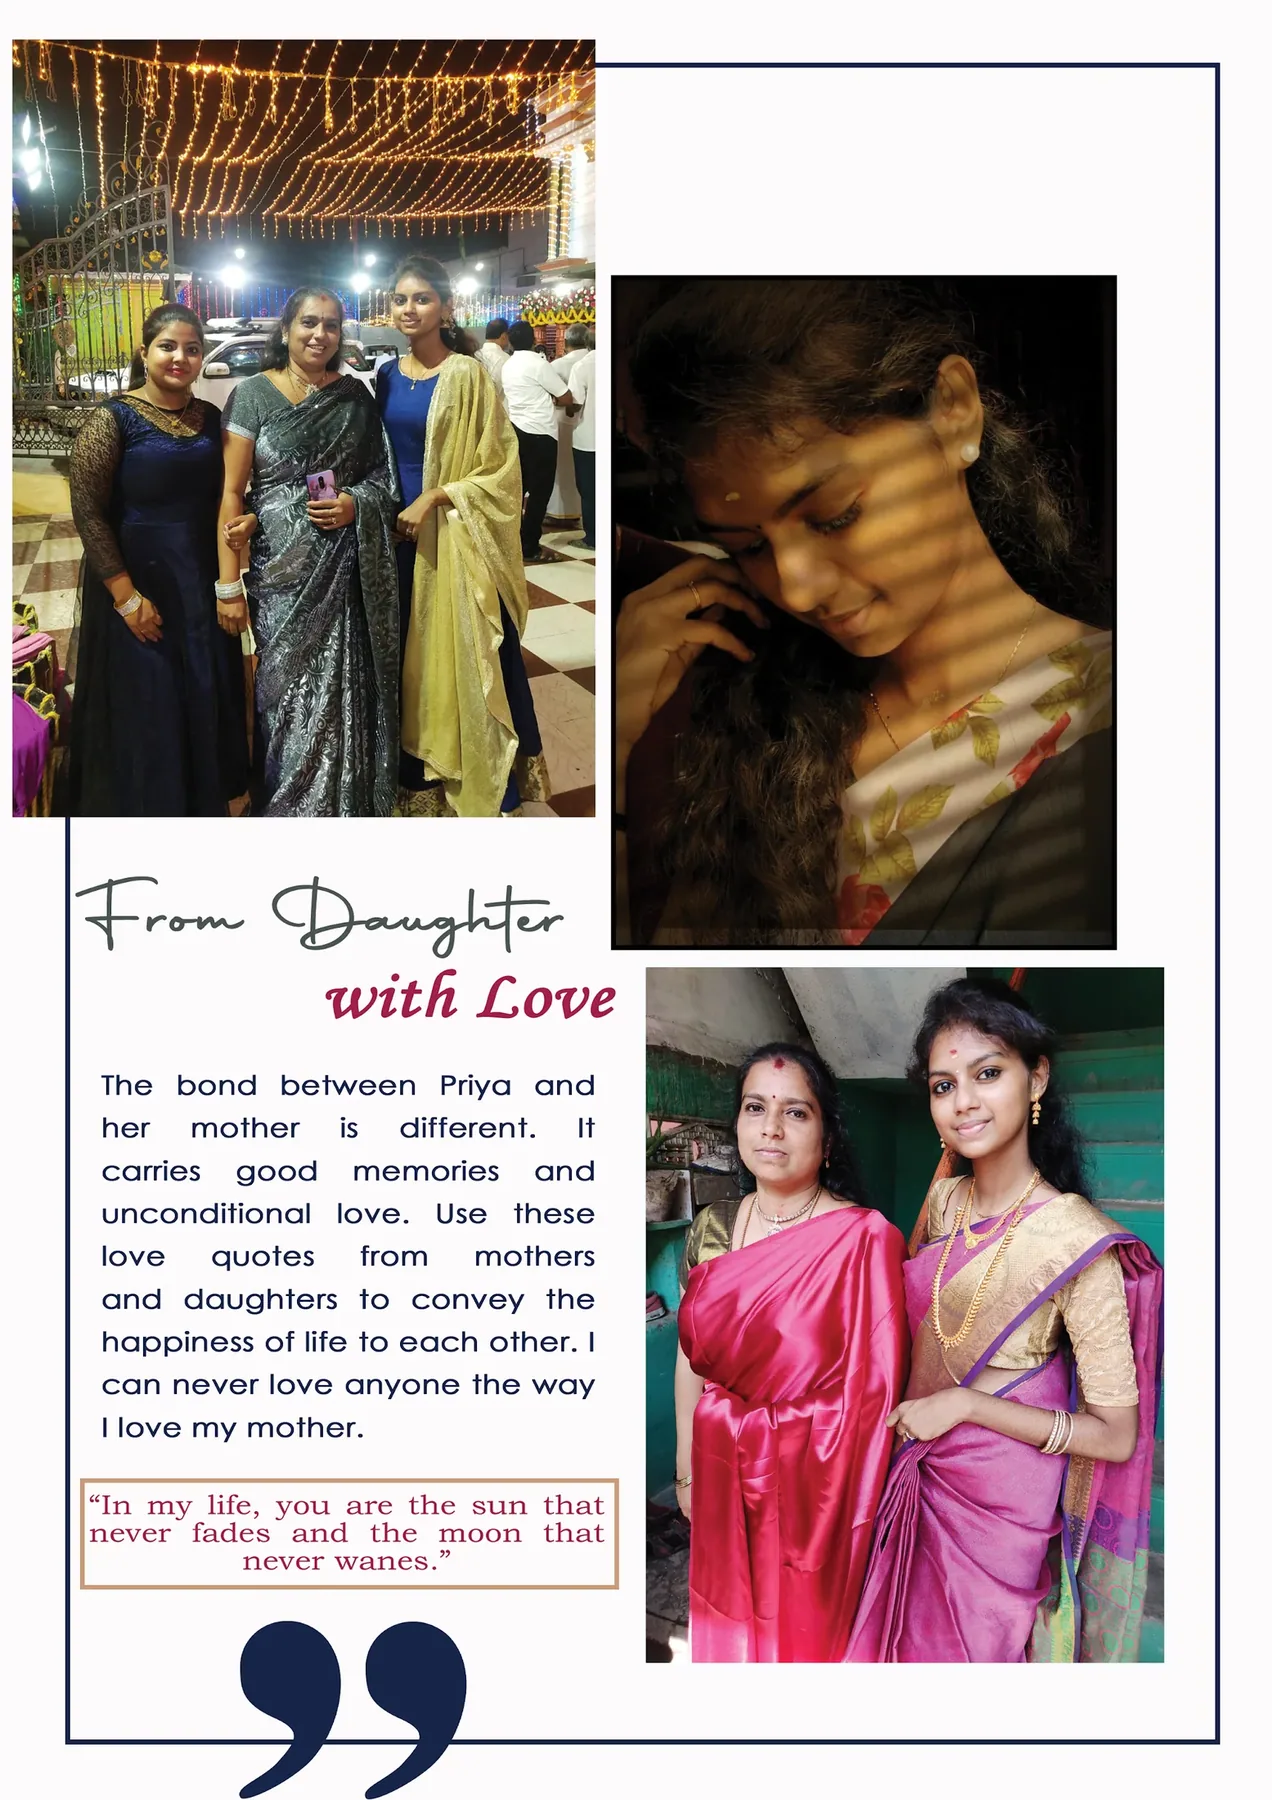 From Daughter
with Love
The bond between Priya and
her mother is different. It
carries good memories and
unconditional love. Use these
love quotes from mothers
and daughters to convey the
happiness of life to each other. I
can never love anyone the way
I love my mother.
“In my life, you are the sun that
never fades and the moon that
never wanes.”
”